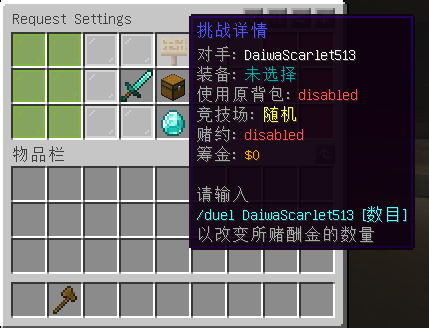 Request Settings
挑战详情
对手: DaiwaScarlet513
装备: 未选择
使用原背包: disabled
竞技场: 随机
赌约: disabled
筹金: $0
物品栏
请输入
/duel DaiwaScarlet513 [数目]
以改变所赌酬金的数量